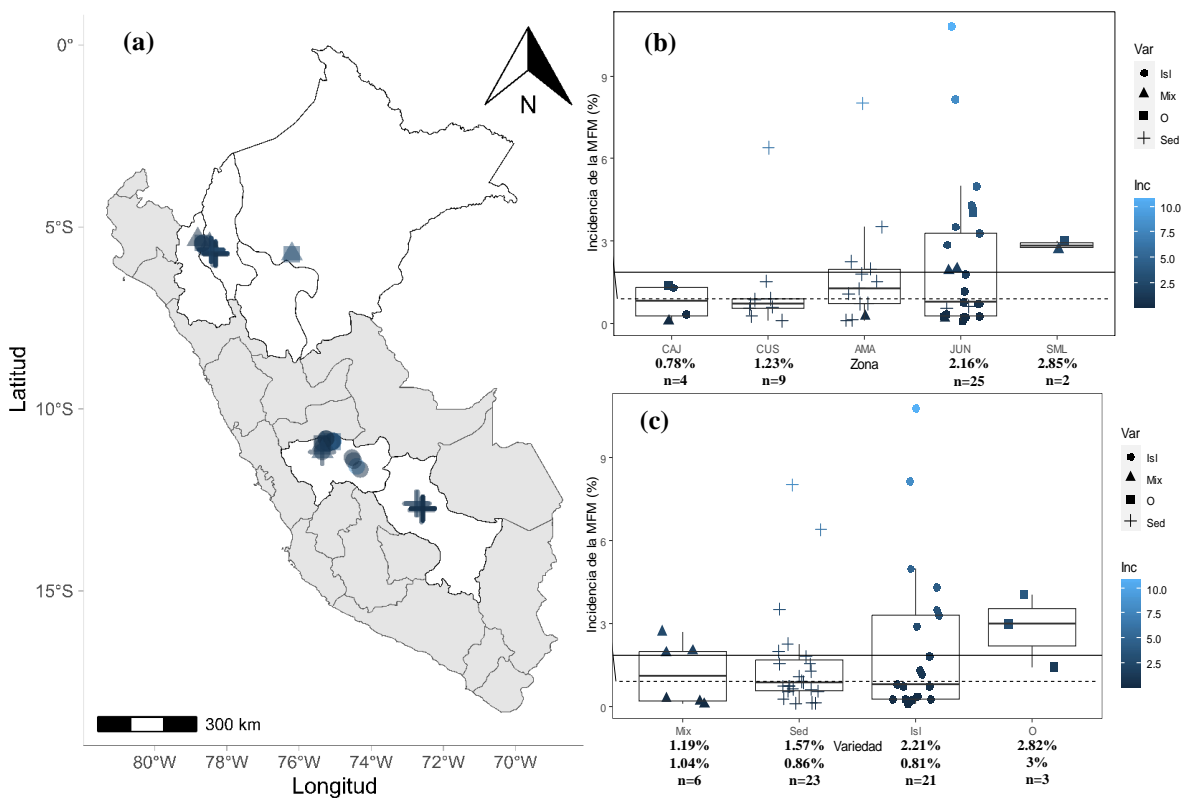 (a)
0°
5°S
10°S
15°S
Latitud
N
300 km
80°W 78°W 76°W 74°W 72°W 70°W
Longitud
(b)
Incidencia de la MFM (%)
9
6
3
0
CAJ CUS AMA JUN SML
0.78% 1.23% Zona 2.16% 2.85%
n=4 n=9 n=25 n=2
Var
Isl
Mix
O
Sed
Inc
10.0
7.5
5.0
2.5
(c)
Incidencia de la MFM (%)
9
6
3
0
Mix Sed Isl O
1.19% 1.57% Variedad 2.21% 2.82%
1.04% 0.86% 0.81% 3%
n=6 n=23 n=21 n=3
Var
Isl
Mix
O
Sed
Inc
10.0
7.5
5.0
2.5